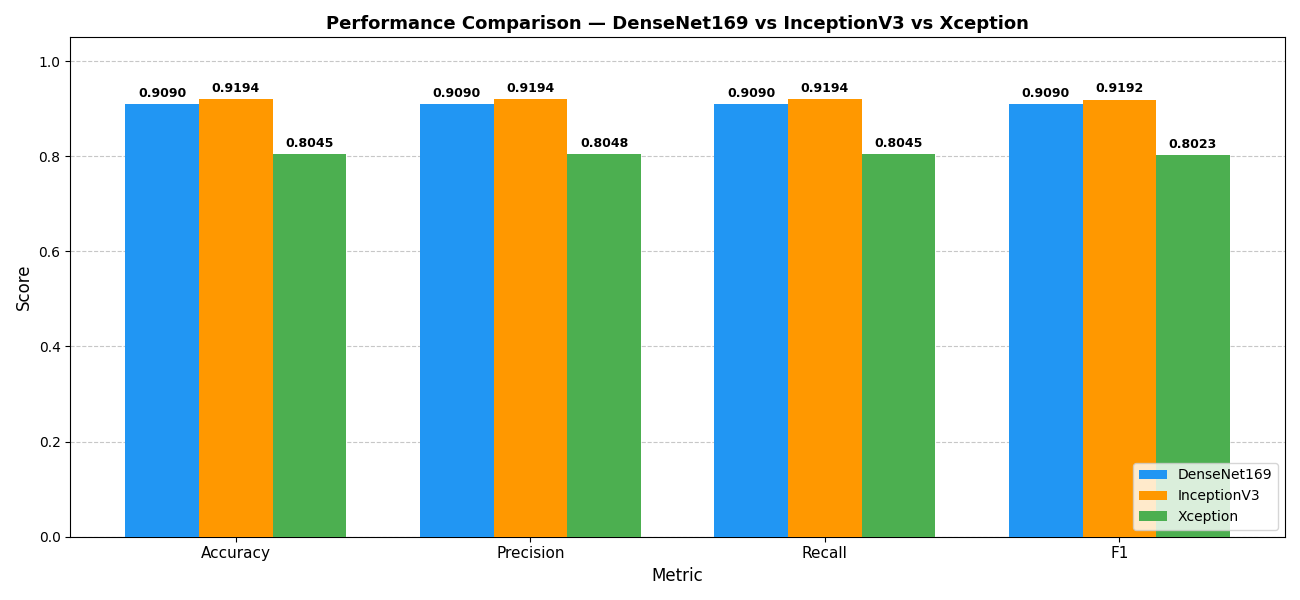 Performance Comparison — DenseNet169 vs InceptionV3 vs Xception
Score
1.0
0.8
0.6
0.4
0.2
0.0
0.9090 0.9194 0.8045
0.9090 0.9194 0.8048
0.9090 0.9194 0.8045
0.9090 0.9192 0.8023
DenseNet169
InceptionV3
Xception
Accuracy Precision Recall F1
Metric